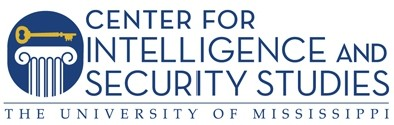 CENTER FOR
INTELLIGENCE AND
SECURITY STUDIES
THE UNIVERSITY OF MISSISSIPPI